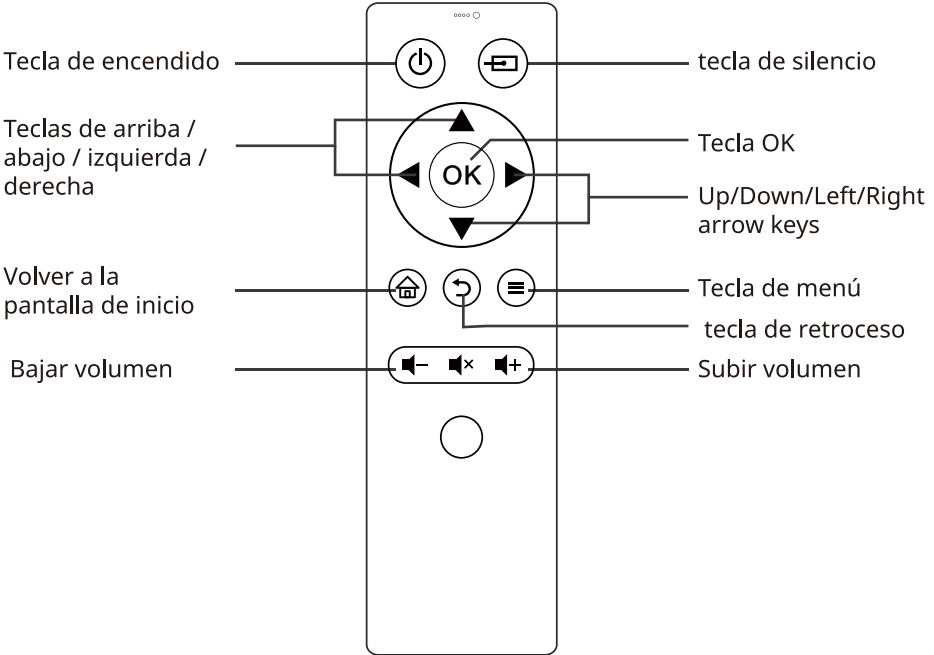 Tecla de encendido
tecla de silencio
Teclas de arriba /
abajo / izquierda /
derecha
Tecla OK
OK
Up/Down/Left/Right
arrow keys
Volver a la
pantalla de inicio
Tecla de menú
tecla de retroceso
Bajar volumen
Subir volumen